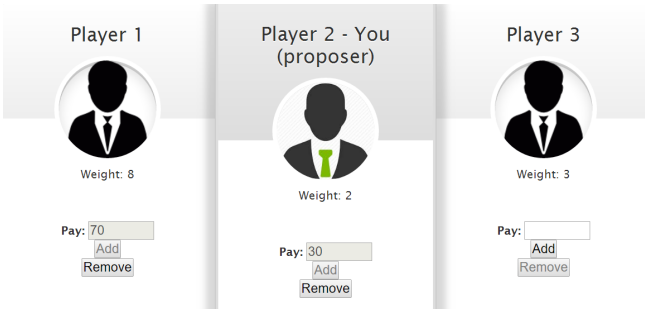 Player 1
Weight: 8
Pay: 70
Add
Remove
Player 2 - You
(proposer)
Weight: 2
Pay: 30
Add
Remove
Player 3
Weight: 3
Pay:
Add
Remove